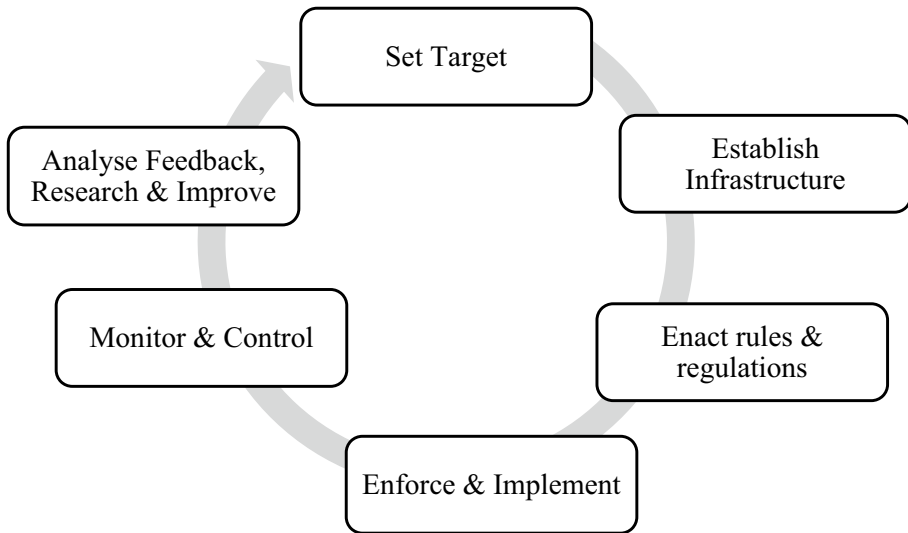 Set Target
Establish
Infrastructure
Enact rules &
regulations
Enforce & Implement
Monitor & Control
Analyse Feedback,
Research & Improve